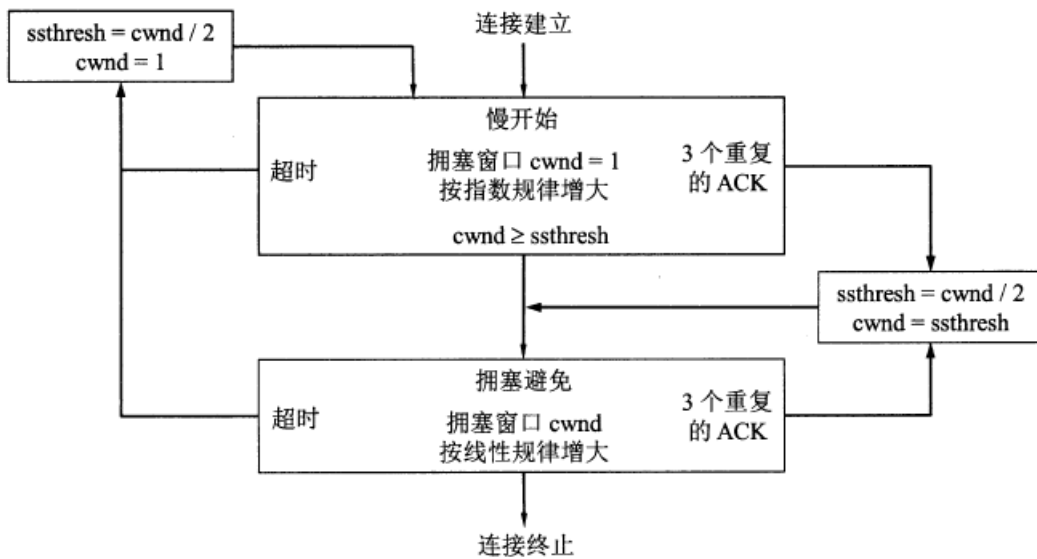 ssthresh = cwnd / 2
cwnd = 1
连接建立
慢开始
超时
拥塞窗口 cwnd = 1
按指数规律增大
3 个重复
的 ACK
cwnd ≥ ssthresh
ssthresh = cwnd / 2
cwnd = ssthresh
拥塞避免
超时
拥塞窗口 cwnd
按线性规律增大
3 个重复
的 ACK
连接终止